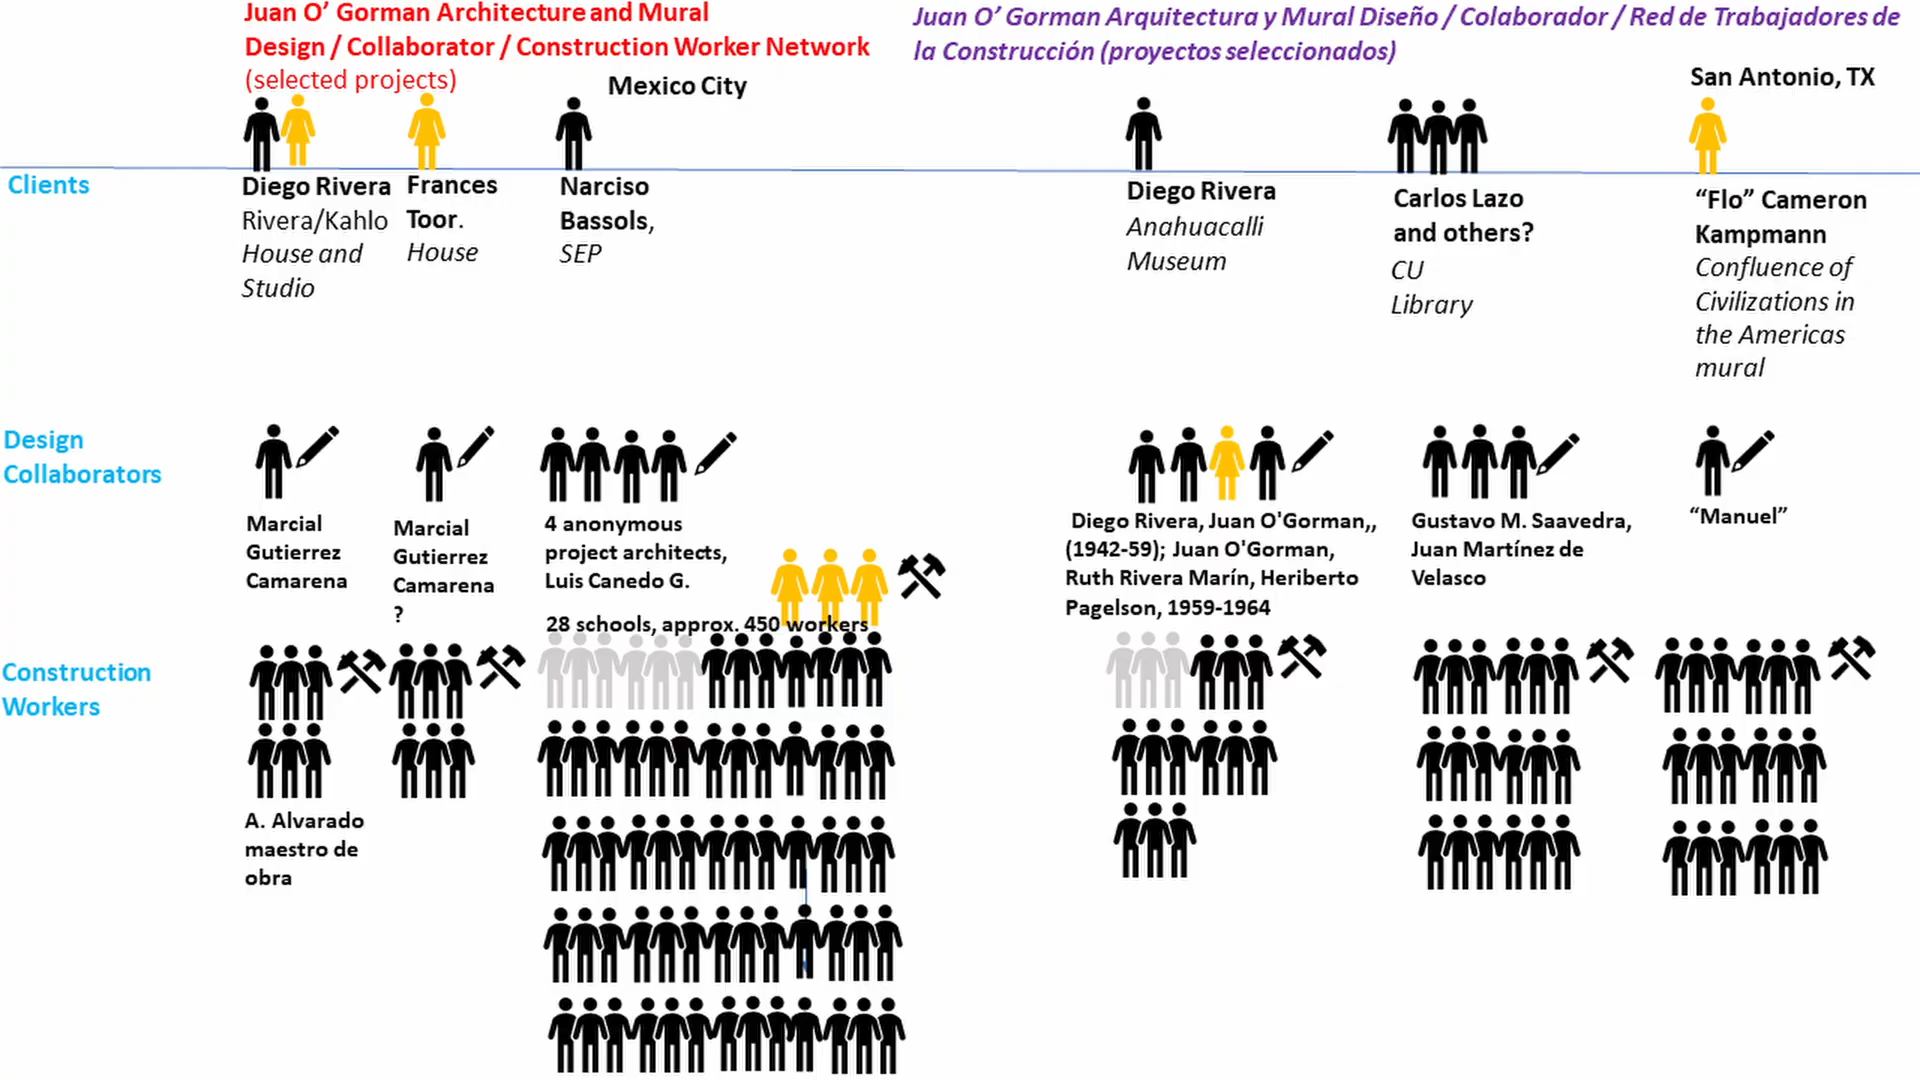 Juan O’ Gorman Architecture and Mural
Design / Collaborator / Construction Worker Network
(selected projects)
Juan O’ Gorman Arquitectura y Mural Diseño / Colaborador / Red de Trabajadores de
la Construcción (proyectos seleccionados)
Mexico City
San Antonio, TX
Clients
Diego Rivera
Rivera/Kahlo
House and
Studio
Frances
Toor.
House
Narciso
Bassols,
SEP
Diego Rivera
Anahuacalli
Museum
Carlos Lazo
and others?
CU
Library
“Flo” Cameron
Kampmann
Confluence of
Civilizations in
the Americas
mural
Design
Collaborators
Marcial
Gutierrez
Camarena
Marcial
Gutierrez
Camarena
?
4 anonymous
project architects,
Luis Canedo G.
Diego Rivera, Juan O'Gorman,,
(1942-59); Juan O'Gorman,
Ruth Rivera Marín, Heriberto
Pagelson, 1959-1964
Gustavo M. Saavedra,
Juan Martínez de
Velasco
“Manuel”
28 schools, approx. 450 workers
Construction
Workers
A. Alvarado
maestro de
obra